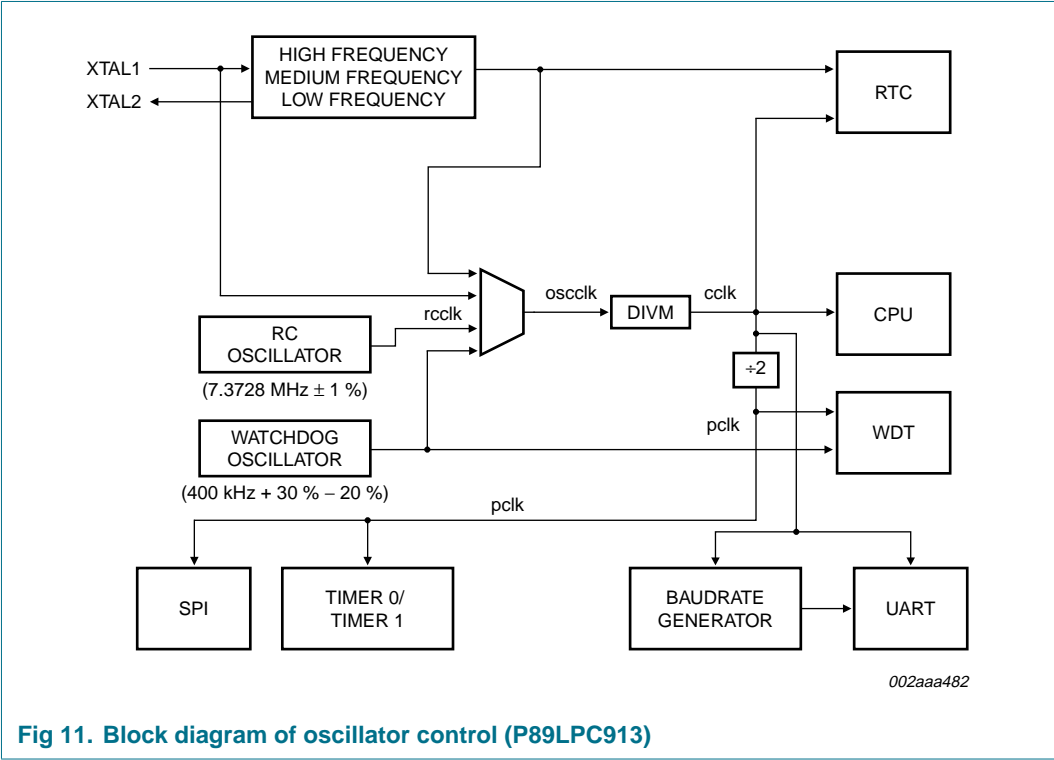 HIGH FREQUENCY
MEDIUM FREQUENCY
LOW FREQUENCY
XTAL1
XTAL2
RTC
oscclk
cclk
rcclk
DIVM
CPU
RC
OSCILLATOR
(7.3728 MHz ± 1 %)
÷2
pclk
WDT
WATCHDOG
OSCILLATOR
(400 kHz + 30 % − 20 %)
pclk
SPI
TIMER 0/
TIMER 1
BAUDRATE
GENERATOR
UART
002aaa482
Fig 11. Block diagram of oscillator control (P89LPC913)